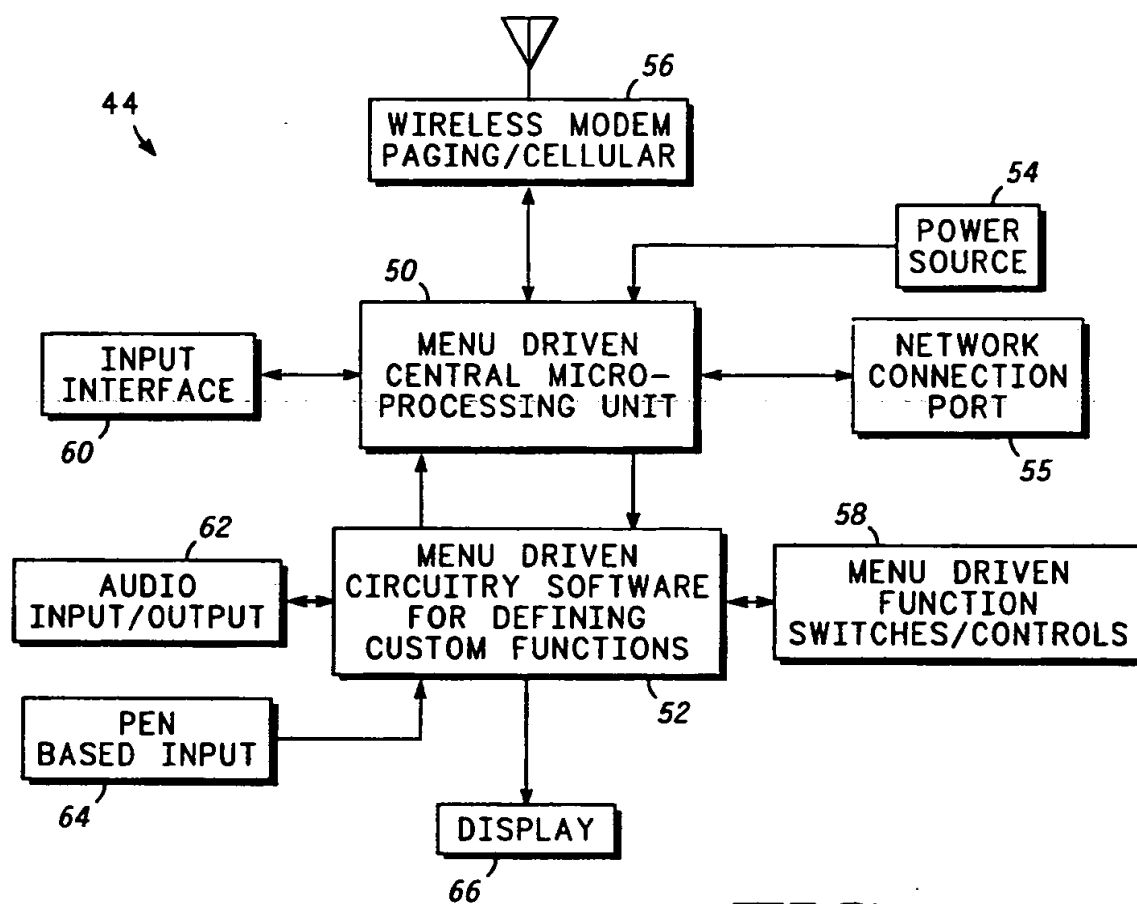 44
56
WIRELESS MODEM
PAGING/CELLULAR
54
POWER
SOURCE
50
MENU DRIVEN
CENTRAL MICRO-
PROCESSING UNIT
INPUT
INTERFACE
60
NETWORK
CONNECTION
PORT
55
62
AUDIO
INPUT/OUTPUT
MENU DRIVEN
CIRCUITRY SOFTWARE
FOR DEFINING
CUSTOM FUNCTIONS
52
58
MENU DRIVEN
FUNCTION
SWITCHES/CONTROLS
PEN
BASED INPUT
64
DISPLAY
66